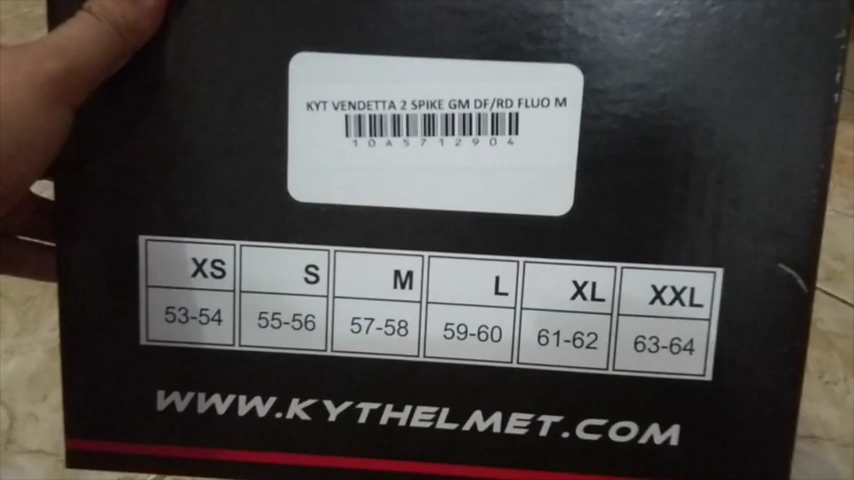 KYT VENDETTA 2 SPIKE GM DF/RD FLUO M
10A5712904
XS S M L XL XXL
53-54 55-56 57-58 59-60 61-62 63-64
WWW.KYTHELMET.COM